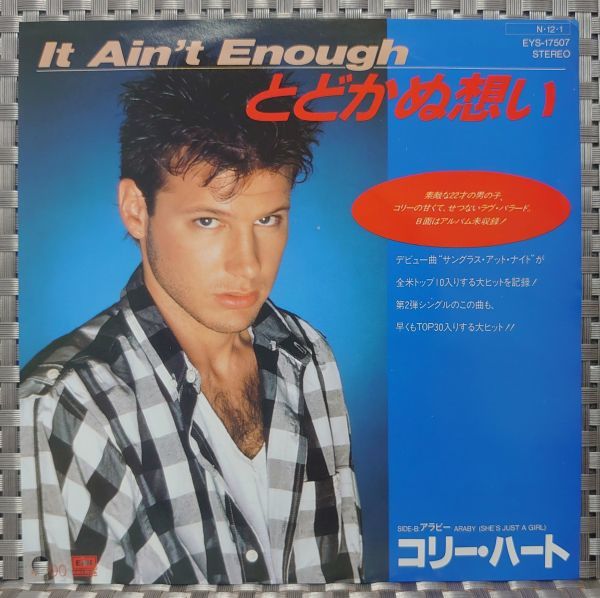 It Ain't Enough
とどかぬ想い
N・12・1
EYS-17507
STEREO
素敵な22才の男の子、
コリーの甘くて、せつないラヴ・バラード。
B面はアルバム未収録！
デビュー曲“サングラス・アット・ナイト”が
全米トップ10入りする大ヒットを記録！
第2弾シングルのこの曲も、
早くもTOP30入りする大ヒット!!
SIDE-B:アラビー ARABY (SHE'S JUST A GIRL)
コリー・ハート
EMI